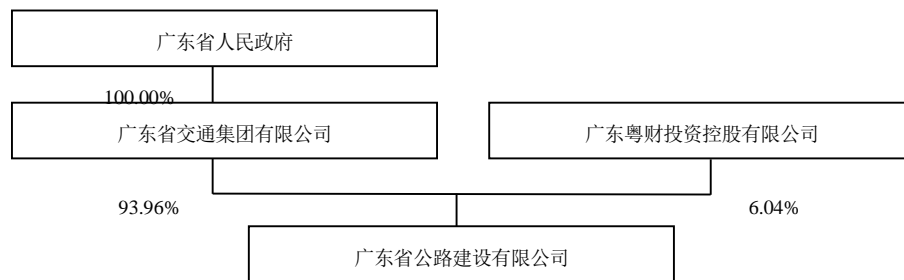 广东省人民政府
100.00%
广东省交通集团有限公司
广东粤财投资控股有限公司
93.96%
6.04%
广东省公路建设有限公司